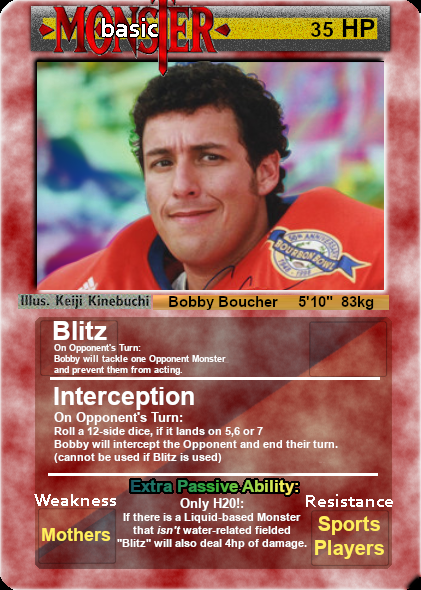 MONSTER
basic
35 HP
50TH ANNIVERSARY
BOURBON BOWL
Illus. Keiji Kinebuchi
Bobby Boucher 5'10" 83kg
Blitz
On Opponent's Turn:
Bobby will tackle one Opponent Monster
and prevent them from acting.
Interception
On Opponent's Turn:
Roll a 12-side dice, if it lands on 5,6 or 7
Bobby will intercept the Opponent and end their turn.
(cannot be used if Blitz is used)
Extra Passive Ability:
Only H20!:
If there is a Liquid-based Monster
that isn't water-related fielded
"Blitz" will also deal 4hp of damage.
Weakness
Mothers
Resistance
Sports
Players